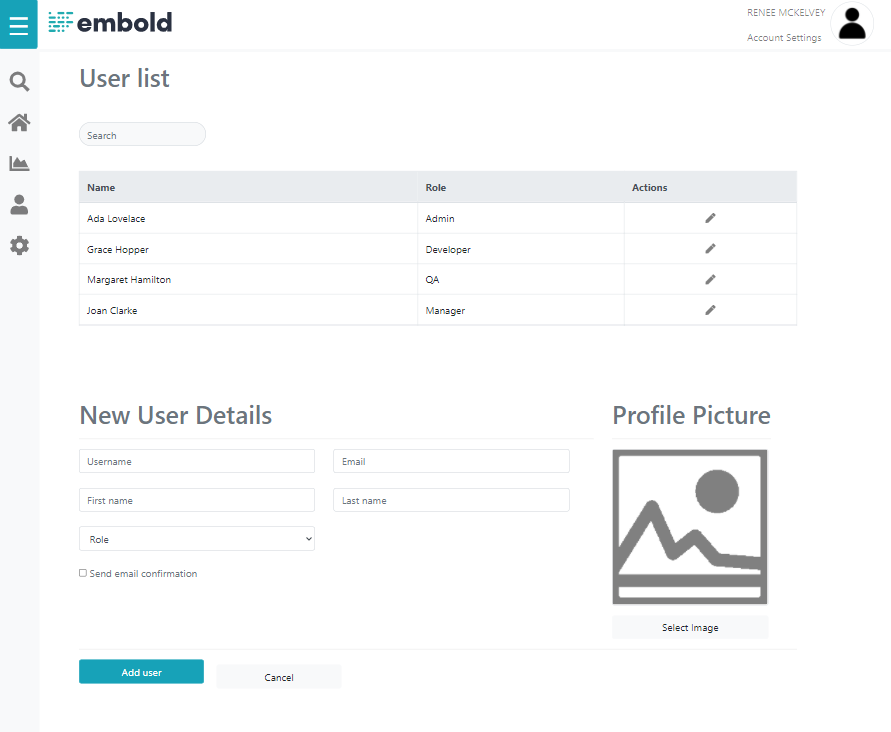 embold
RENEE MCKELVEY
Account Settings
User list
Search
Name Role Actions
Ada Lovelace Admin
Grace Hopper Developer
Margaret Hamilton QA
Joan Clarke Manager
New User Details
Profile Picture
Username Email
First name Last name
Role
Send email confirmation
Select Image
Add user Cancel